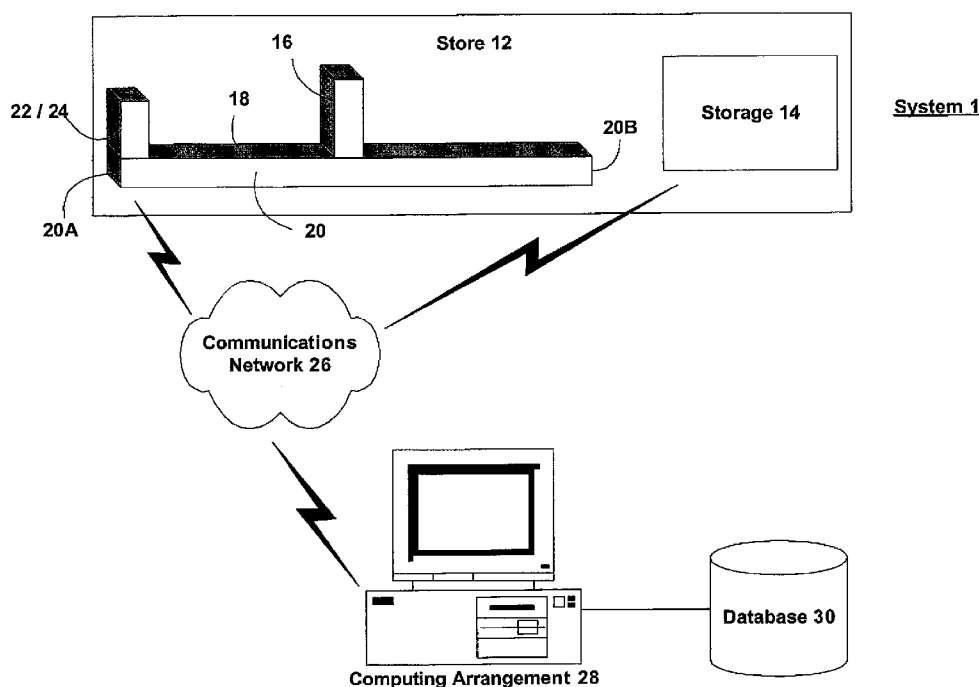 16
Store 12
22 / 24
18
Storage 14
System 1
20B
20A
20
Communications
Network 26
Database 30
Computing Arrangement 28